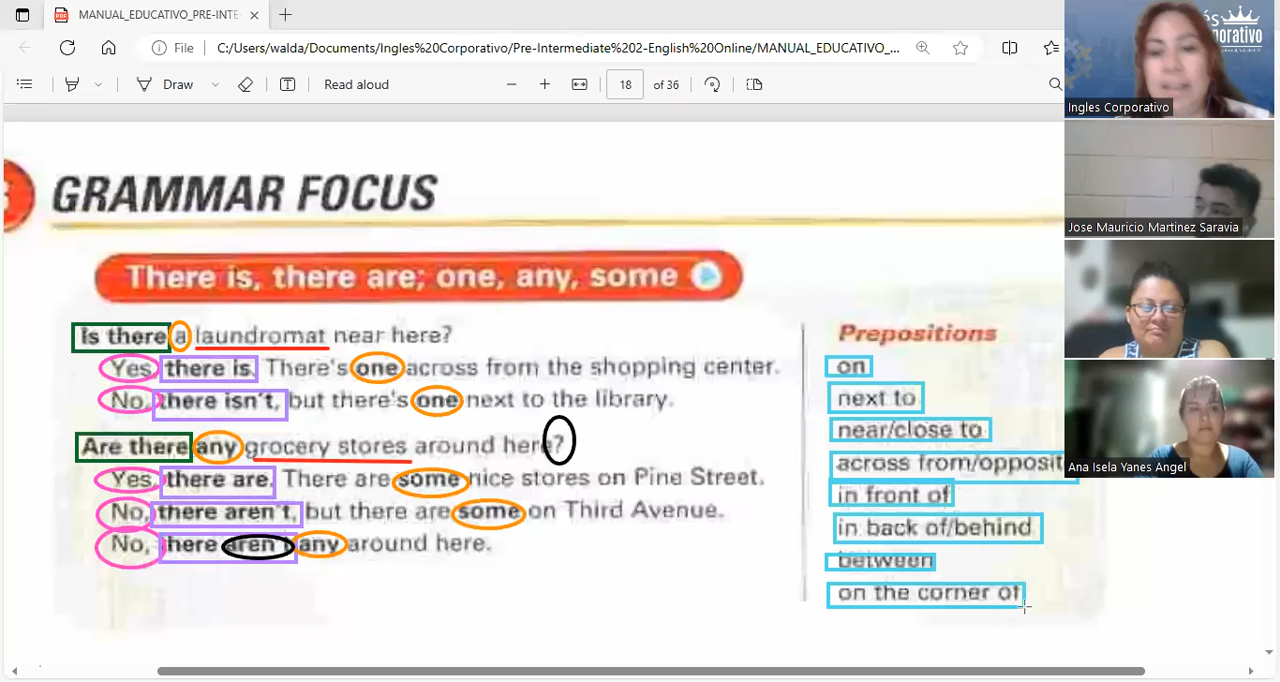 MANUAL_EDUCATIVO_PRE-INTE
File
C:/Users/walda/Documents/Ingles%20Corporativo/Pre-Intermediate%202-English%20Online/MANUAL_EDUCATIVO_...
Draw
Read aloud
18
of 36
GRAMMAR FOCUS
There is, there are; one, any, some
Is there a laundromat near here?
Yes, there is. There's one across from the shopping center.
No, there isn't, but there's one next to the library.
Are there any grocery stores around here?
Yes, there are. There are some nice stores on Pine Street.
No, there aren't, but there are some on Third Avenue.
No, there aren't any around here.
Prepositions
on
next to
near/close to
across from/opposit
in front of
in back of/behind
between
on the corner of
Ingles Corporativo
Jose Mauricio Martinez Saravia
Ana Isela Yanes Angel